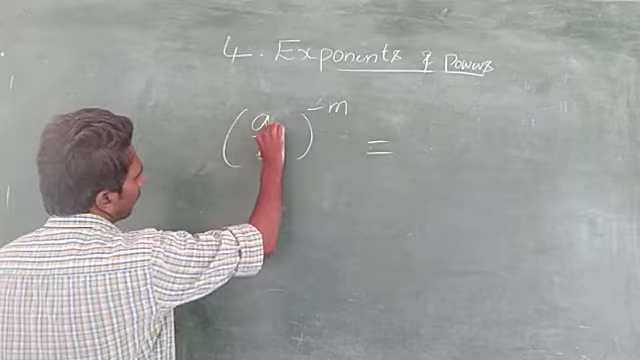 4. Exponents & Powers
(a )^-m =